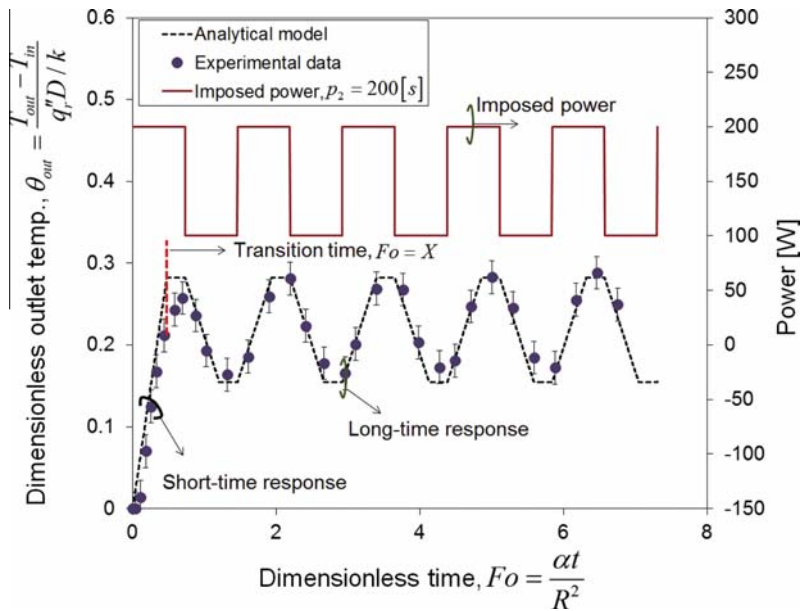 0.6
0.5
0.4
0.3
0.2
0.1
0
Dimensionless outlet temp., θ_out = (T_out − T_in) / (q″_r D / k)
Analytical model
Experimental data
Imposed power, p₂ = 200[s]
Imposed power
Transition time, Fo = X
Long-time response
Short-time response
300
250
200
150
100
50
0
-50
-100
-150
Power [W]
0 2 4 6 8
Dimensionless time, Fo = αt / R²